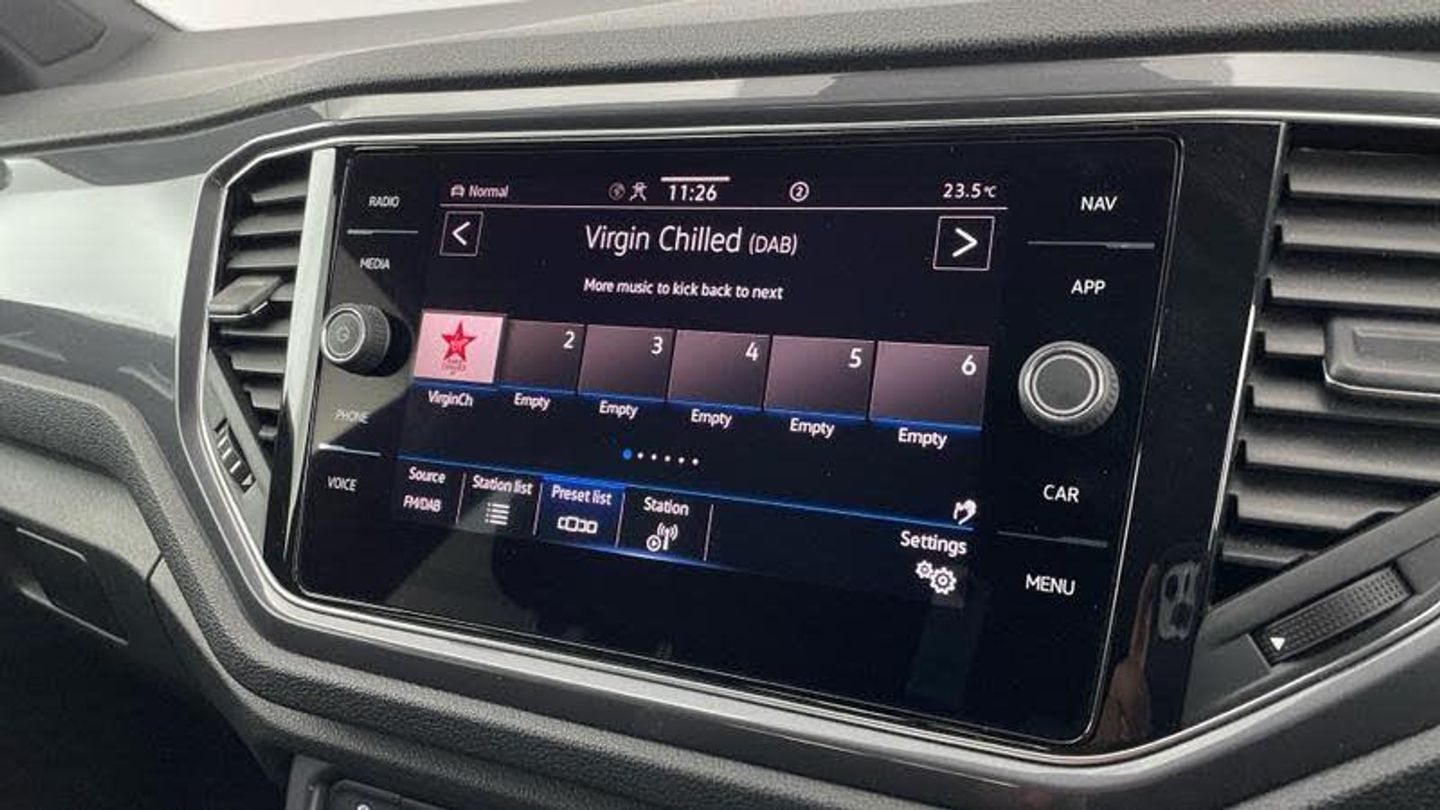 RADIO
MEDIA
PHONE
VOICE
Normal
11:26
2
23.5°C
Virgin Chilled (DAB)
More music to kick back to next
2
3
4
5
6
VirginCh
Empty
Empty
Empty
Empty
Empty
Source
FM/DAB
Station list
Preset list
Station
Settings
NAV
APP
CAR
MENU